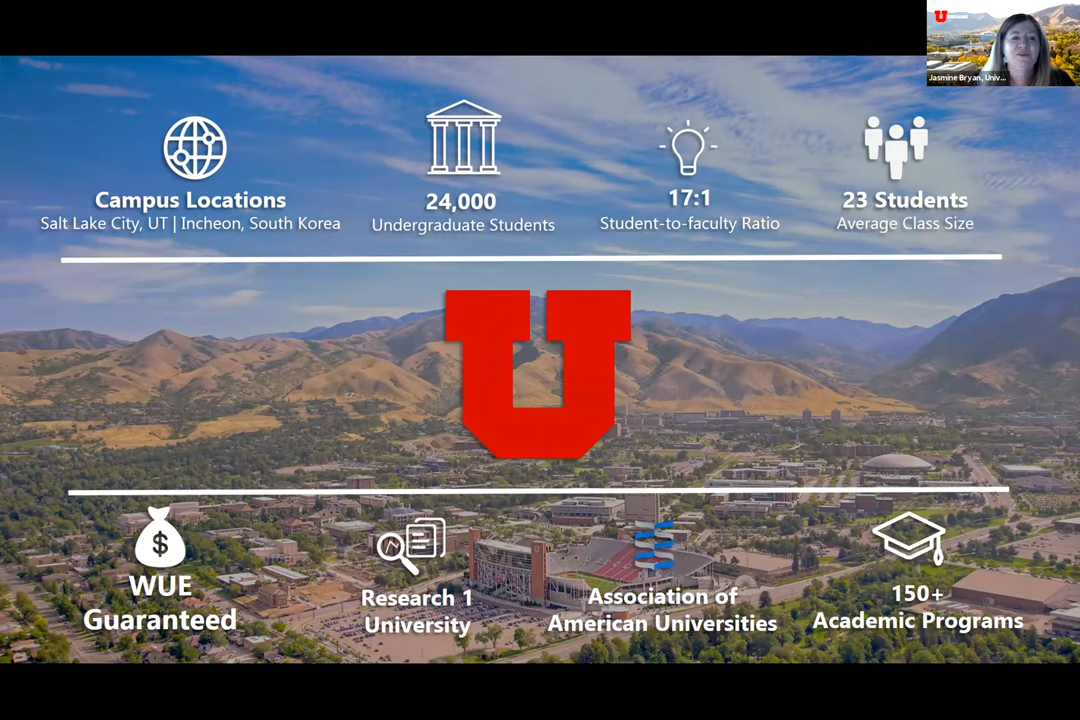 Jasmine Bryan, Univ...
Campus Locations
Salt Lake City, UT | Incheon, South Korea
24,000
Undergraduate Students
17:1
Student-to-faculty Ratio
23 Students
Average Class Size
U
WUE
Guaranteed
Research 1
University
Association of
American Universities
150+
Academic Programs